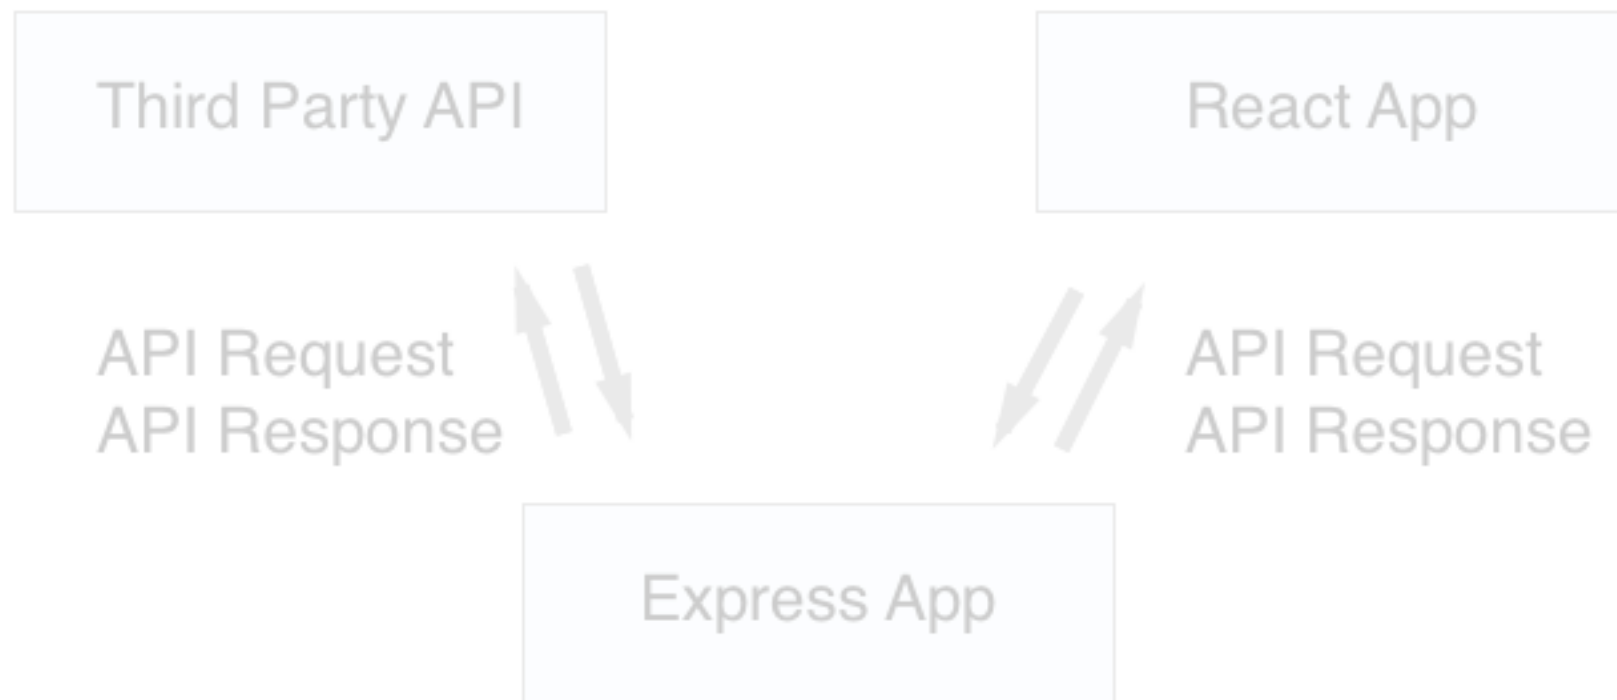 Third Party API
React App
API Request
API Response
API Request
API Response
Express App